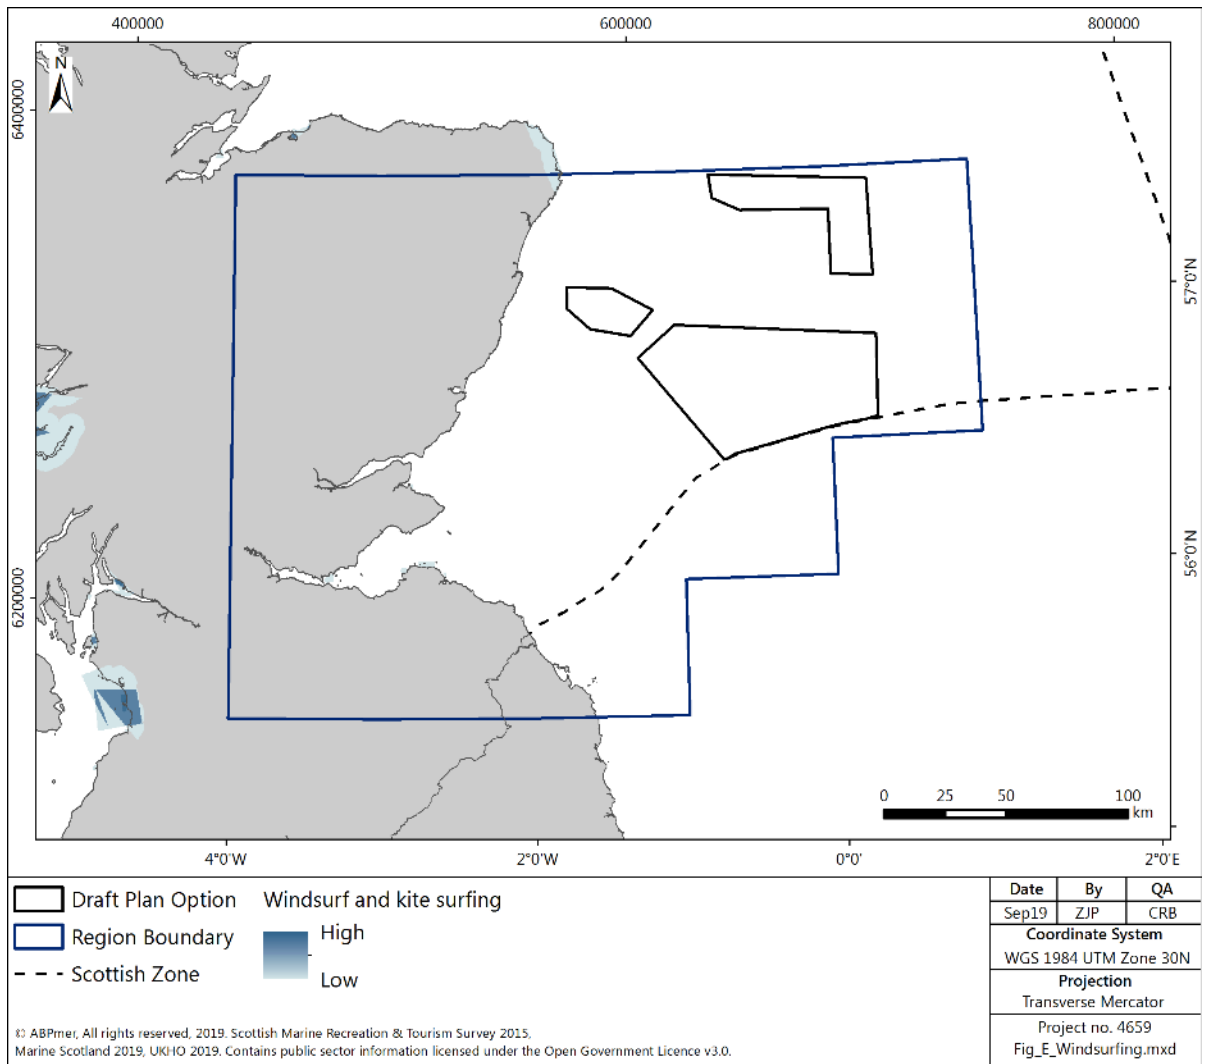 400000 600000 800000
N
6400000
6200000
57°0'N
56°0'N
0 25 50 100
km
4°0'W 2°0'W 0°0' 2°0'E
Draft Plan Option
Region Boundary
Scottish Zone
Windsurf and kite surfing
High
Low
Date By QA
Sep19 ZJP CRB
Coordinate System
WGS 1984 UTM Zone 30N
Projection
Transverse Mercator
Project no. 4659
Fig_E_Windsurfing.mxd
© ABPmer, All rights reserved, 2019. Scottish Marine Recreation & Tourism Survey 2015,
Marine Scotland 2019, UKHO 2019. Contains public sector information licensed under the Open Government Licence v3.0.